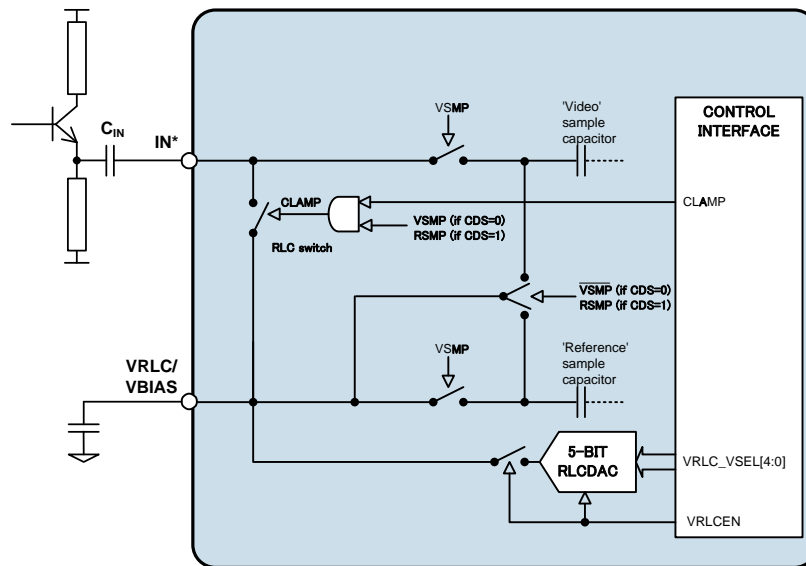 C_IN
IN*
VSMP
'Video'
sample
capacitor
CONTROL
INTERFACE
CLAMP
CLAMP
VSMP (if CDS=0)
RSMP (if CDS=1)
RLC switch
V̅S̅M̅P̅ (if CDS=0)
RSMP (if CDS=1)
VRLC/
VBIAS
VSMP
'Reference'
sample
capacitor
5-BIT
RLCDAC
VRLC_VSEL[4:0]
VRLCEN